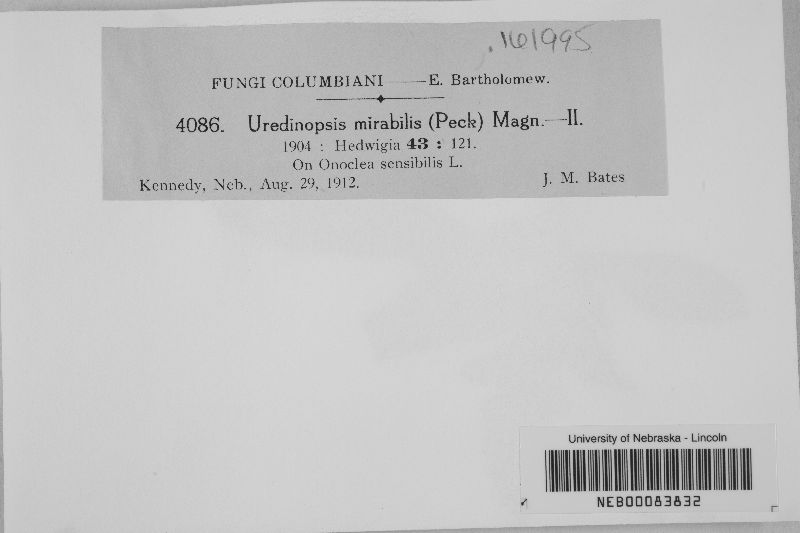 .161995
FUNGI COLUMBIANI——E. Bartholomew.
4086. Uredinopsis mirabilis (Peck) Magn.—II.
1904 : Hedwigia 43 : 121.
On Onoclea sensibilis L.
Kennedy, Neb., Aug. 29, 1912. J. M. Bates
University of Nebraska - Lincoln
NEB00083832